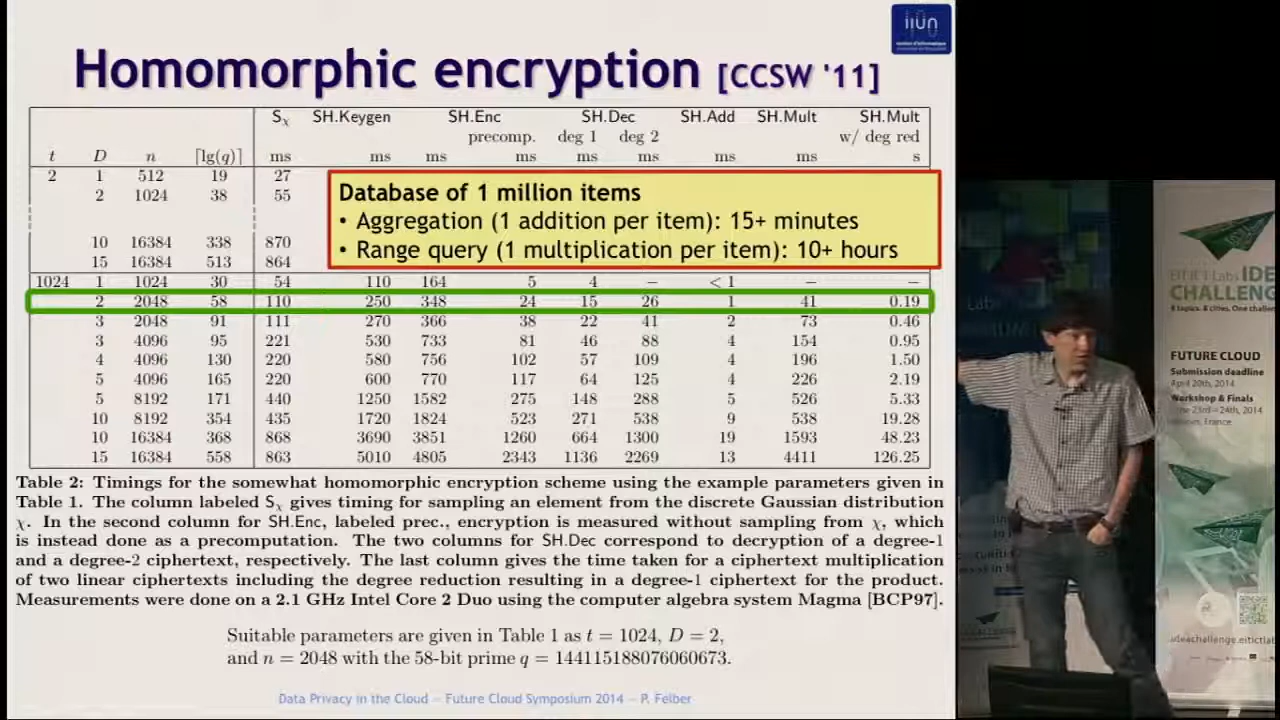 iiun
Homomorphic encryption [CCSW '11]
Sχ SH.Keygen SH.Enc SH.Dec SH.Add SH.Mult SH.Mult
precomp. deg 1 deg 2 w/ deg red
t D n ⌈lg(q)⌉ ms ms ms ms ms ms ms ms s
2 1 512 19 27
2 1024 38 55
10 16384 338 870
15 16384 513 864
Database of 1 million items
• Aggregation (1 addition per item): 15+ minutes
• Range query (1 multiplication per item): 10+ hours
1024 1 1024 30 54 110 164 5 4 – < 1 – –
2 2048 58 110 250 348 24 15 26 1 41 0.19
3 2048 91 111 270 366 38 22 41 2 73 0.46
3 4096 95 221 530 733 81 46 88 4 154 0.95
4 4096 130 220 580 756 102 57 109 4 196 1.50
5 4096 165 220 600 770 117 64 125 4 226 2.19
5 8192 171 440 1250 1582 275 148 288 5 526 5.33
10 8192 354 435 1720 1824 523 271 538 9 538 19.28
10 16384 368 868 3690 3851 1260 664 1300 19 1593 48.23
15 16384 558 863 5010 4805 2343 1136 2269 13 4411 126.25
Table 2: Timings for the somewhat homomorphic encryption scheme using the example parameters given in
Table 1. The column labeled Sχ gives timing for sampling an element from the discrete Gaussian distribution
χ. In the second column for SH.Enc, labeled prec., encryption is measured without sampling from χ, which
is instead done as a precomputation. The two columns for SH.Dec correspond to decryption of a degree-1
and a degree-2 ciphertext, respectively. The last column gives the time taken for a ciphertext multiplication
of two linear ciphertexts including the degree reduction resulting in a degree-1 ciphertext for the product.
Measurements were done on a 2.1 GHz Intel Core 2 Duo using the computer algebra system Magma [BCP97].
Suitable parameters are given in Table 1 as t = 1024, D = 2,
and n = 2048 with the 58-bit prime q = 144115188076060673.
Data Privacy in the Cloud – Future Cloud Symposium 2014 – P. Felber
EIT ICT Labs IDE
CHALLENG
FUTURE CLOUD
Submission deadline
April 20th, 2014
Workshop & Finals
June 23rd–24th, 2014
France